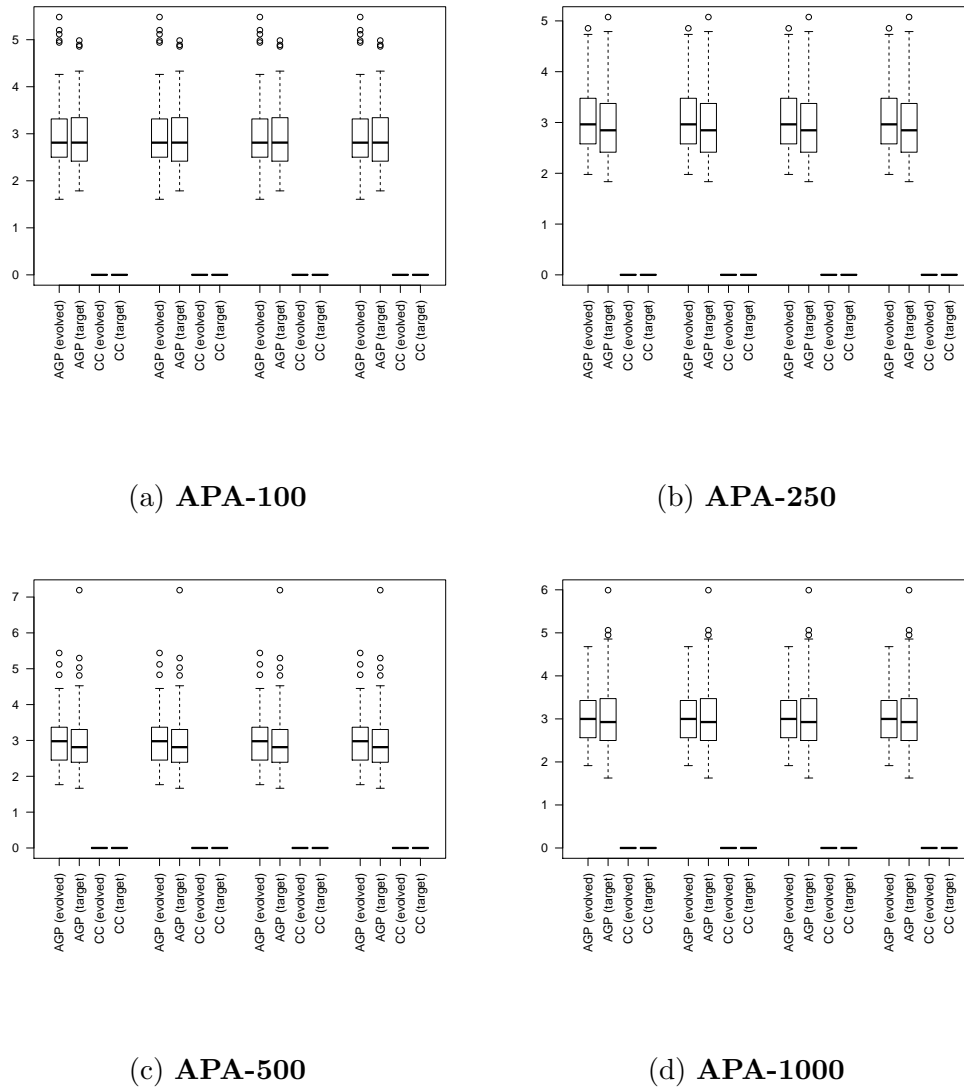 5
4
3
2
1
0
AGP (evolved)
AGP (target)
CC (evolved)
CC (target)
AGP (evolved)
AGP (target)
CC (evolved)
CC (target)
AGP (evolved)
AGP (target)
CC (evolved)
CC (target)
AGP (evolved)
AGP (target)
CC (evolved)
CC (target)
(a) APA-100
5
4
3
2
1
0
AGP (evolved)
AGP (target)
CC (evolved)
CC (target)
AGP (evolved)
AGP (target)
CC (evolved)
CC (target)
AGP (evolved)
AGP (target)
CC (evolved)
CC (target)
AGP (evolved)
AGP (target)
CC (evolved)
CC (target)
(b) APA-250
7
6
5
4
3
2
1
0
AGP (evolved)
AGP (target)
CC (evolved)
CC (target)
AGP (evolved)
AGP (target)
CC (evolved)
CC (target)
AGP (evolved)
AGP (target)
CC (evolved)
CC (target)
AGP (evolved)
AGP (target)
CC (evolved)
CC (target)
(c) APA-500
6
5
4
3
2
1
0
AGP (evolved)
AGP (target)
CC (evolved)
CC (target)
AGP (evolved)
AGP (target)
CC (evolved)
CC (target)
AGP (evolved)
AGP (target)
CC (evolved)
CC (target)
AGP (evolved)
AGP (target)
CC (evolved)
CC (target)
(d) APA-1000